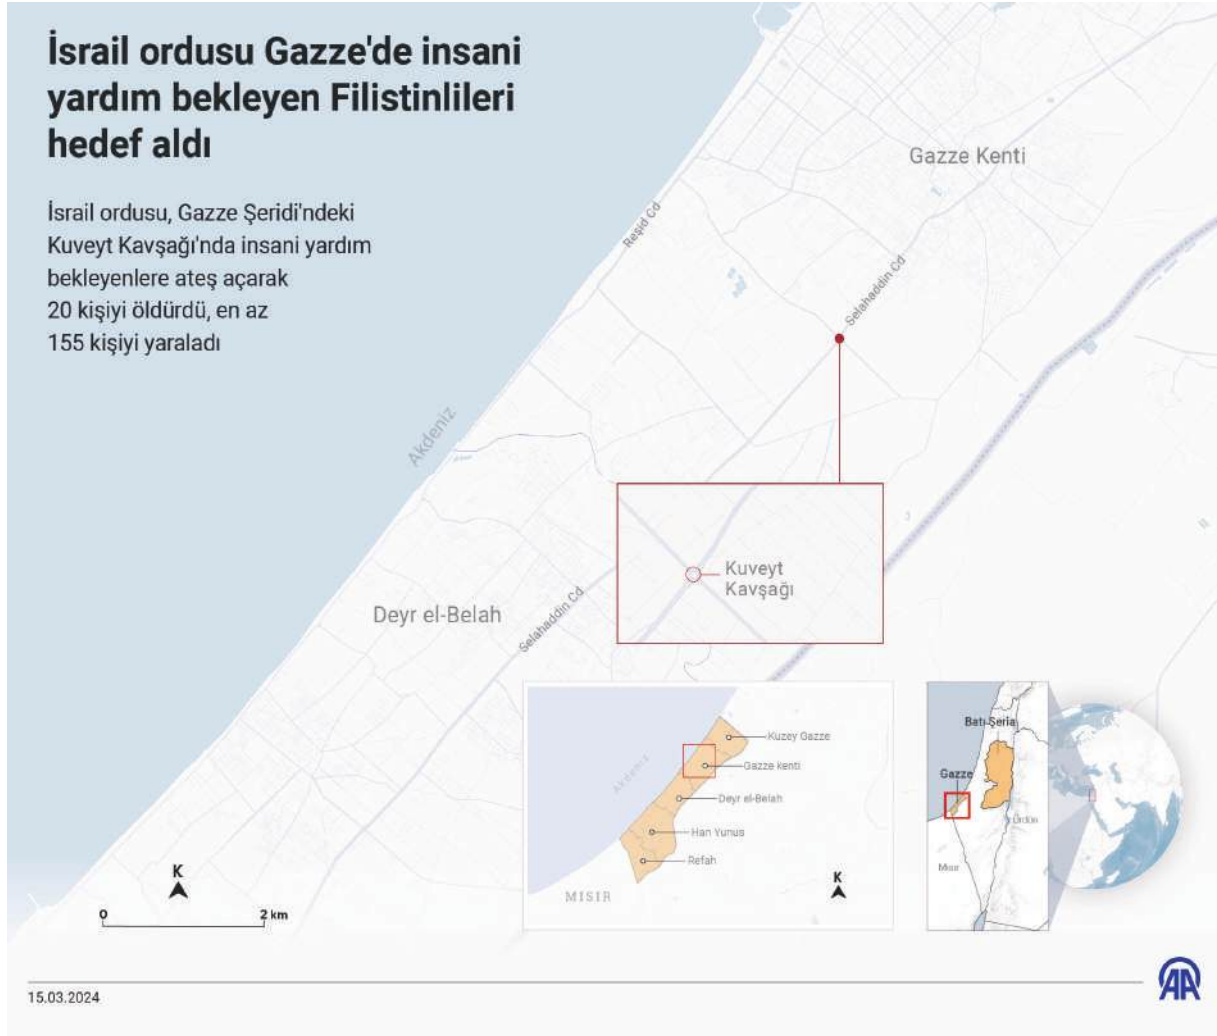 İsrail ordusu Gazze'de insani
yardım bekleyen Filistinlileri
hedef aldı
İsrail ordusu, Gazze Şeridi'ndeki
Kuveyt Kavşağı'nda insani yardım
bekleyenlere ateş açarak
20 kişiyi öldürdü, en az
155 kişiyi yaraladı
Gazze Kenti
Reşid Cd
Selahaddin Cd
Akdeniz
Kuveyt
Kavşağı
Deyr el-Belah
Selahaddin Cd
Kuzey Gazze
Gazze kenti
Akdeniz
Deyr el-Belah
Han Yunus
Refah
MISIR
K
Batı Şeria
Gazze
Ürdün
Mısır
K
0
2 km
15.03.2024
AA